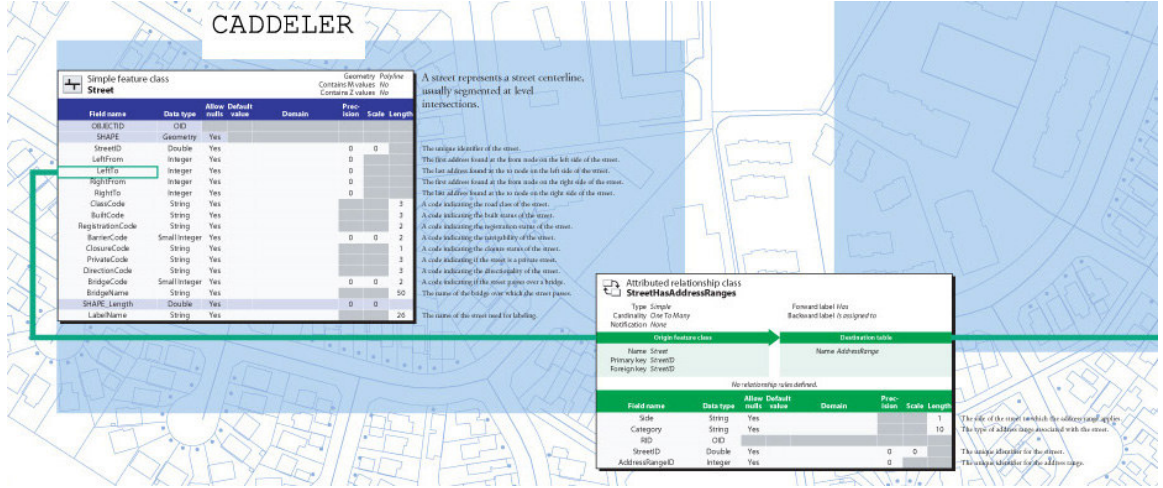 CADDELER
Simple feature class
Street
Geometry Polyline
Contains M values No
Contains Z values No
Field name Data type Allow nulls Default value Domain Prec-ision Scale Length
OBJECTID OID
SHAPE Geometry Yes
StreetID Double Yes 0 0
LeftFrom Integer Yes 0
LeftTo Integer Yes 0
RightFrom Integer Yes 0
RightTo Integer Yes 0
ClassCode String Yes 3
BuiltCode String Yes 3
RegistrationCode String Yes 2
BarrierCode Small Integer Yes 0 0 2
ClosureCode String Yes 1
PrivateCode String Yes 3
DirectionCode String Yes 3
BridgeCode Small Integer Yes 0 0 2
BridgeName String Yes 50
SHAPE_Length Double Yes 0 0
LabelName String Yes 26
A street represents a street centerline,
usually segmented at level
intersections.
The unique identifier of the street.
The first address found at the from node on the left side of the street.
The last address found at the to node on the left side of the street.
The first address found at the from node on the right side of the street.
The last address found at the to node on the right side of the street.
A code indicating the road class of the street.
A code indicating the built status of the street.
A code indicating the registration status of the street.
A code indicating the navigability of the street.
A code indicating the closure status of the street.
A code indicating if the street is a private street.
A code indicating the directionality of the street.
A code indicating if the street passes over a bridge.
The name of the bridge over which the street passes.
The name of the street used for labeling.
Attributed relationship class
StreetHasAddressRanges
Type Simple
Cardinality One To Many
Notification None
Forward label Has
Backward label Is assigned to
Origin feature class Destination table
Name Street
Primary key StreetID
Foreign key StreetID
Name AddressRange
No relationship rules defined.
Field name Data type Allow nulls Default value Domain Prec-ision Scale Length
Side String Yes 1
Category String Yes 10
RID OID
StreetID Double Yes 0 0
AddressRangeID Integer Yes 0
The side of the street to which the address range applies.
The type of address range associated with the street.
The unique identifier for the street.
The unique identifier for the address range.